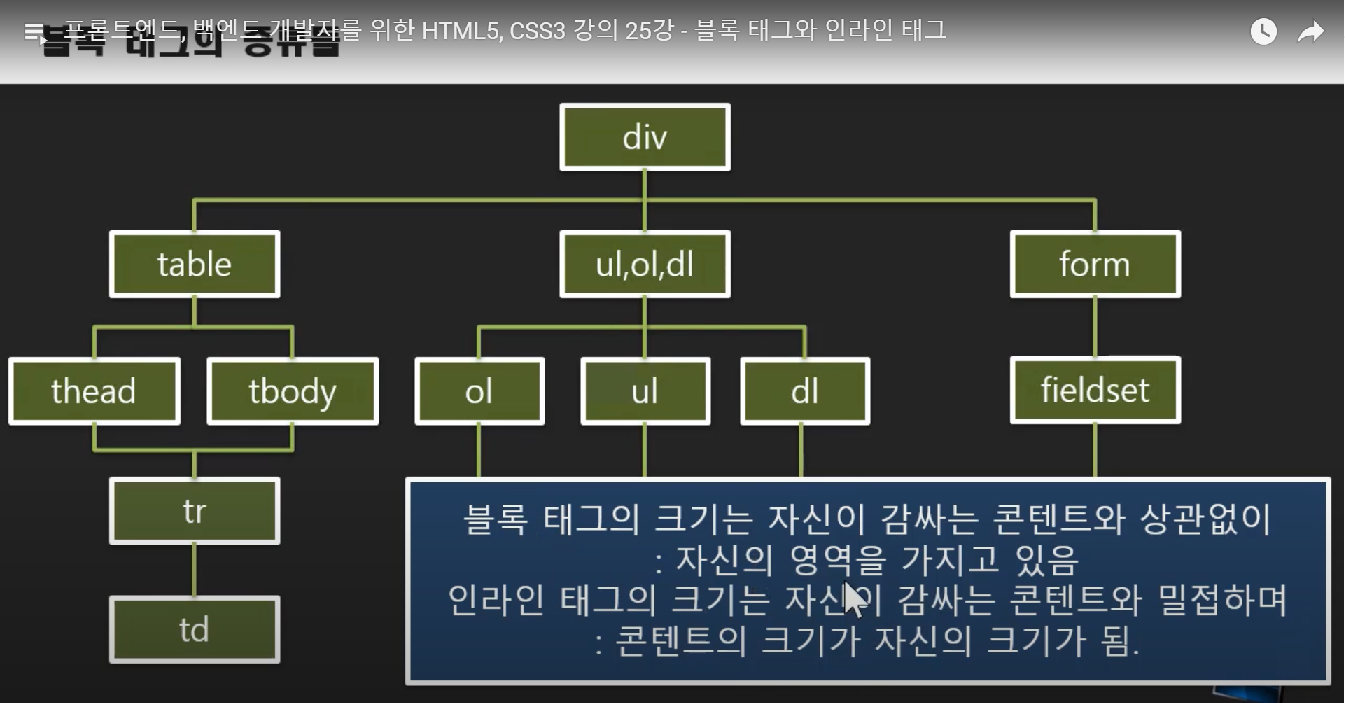 프론트엔드, 백엔드 개발자를 위한 HTML5, CSS3 강의 25강 - 블록 태그와 인라인 태그
블록 태그의 종류들
div
table
ul,ol,dl
form
thead
tbody
ol
ul
dl
fieldset
tr
td
블록 태그의 크기는 자신이 감싸는 콘텐트와 상관없이
: 자신의 영역을 가지고 있음
인라인 태그의 크기는 자신이 감싸는 콘텐트와 밀접하며
: 콘텐트의 크기가 자신의 크기가 됨.